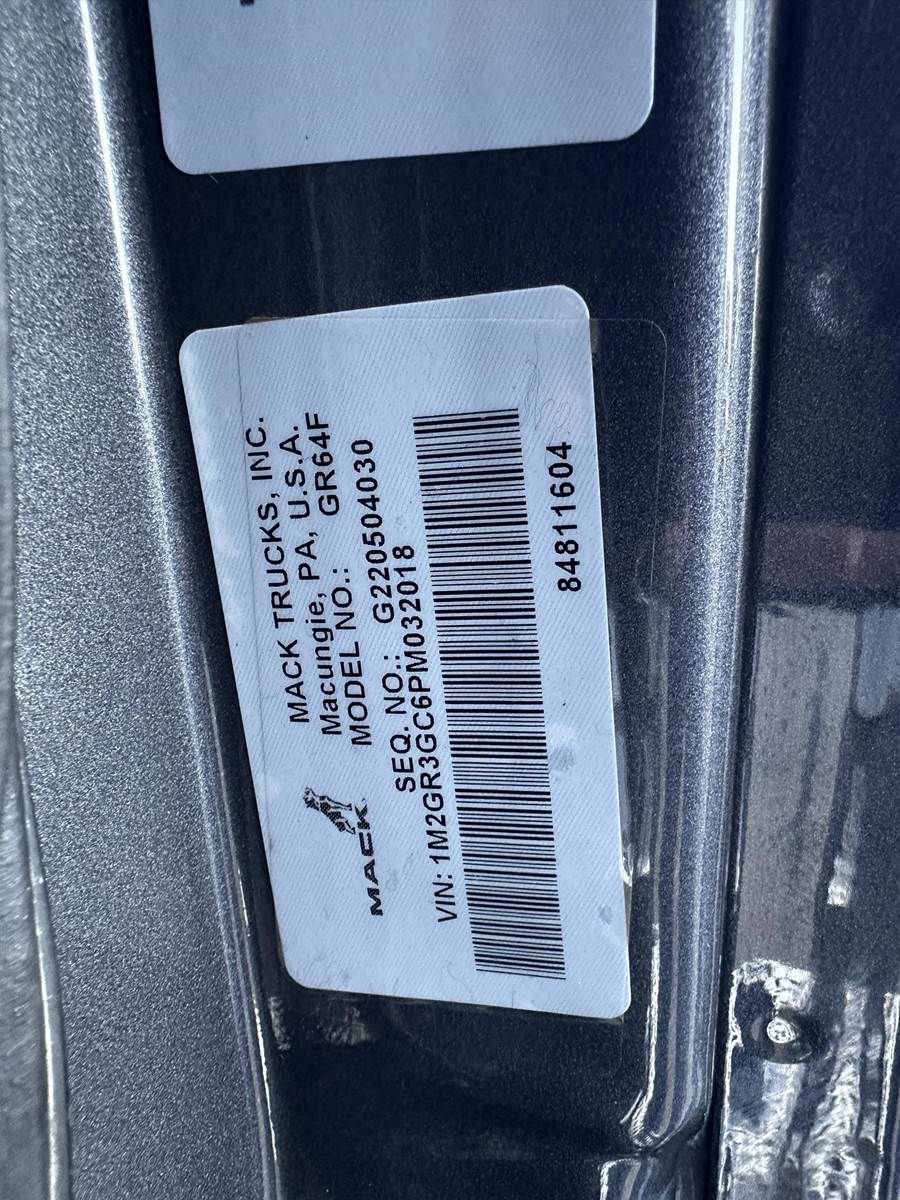 MACK TRUCKS, INC.
Macungie, PA, U.S.A.
MODEL NO.: GR64F
MACK
SEQ. NO.: G220504030
VIN: 1M2GR3GC6PM032018
84811604